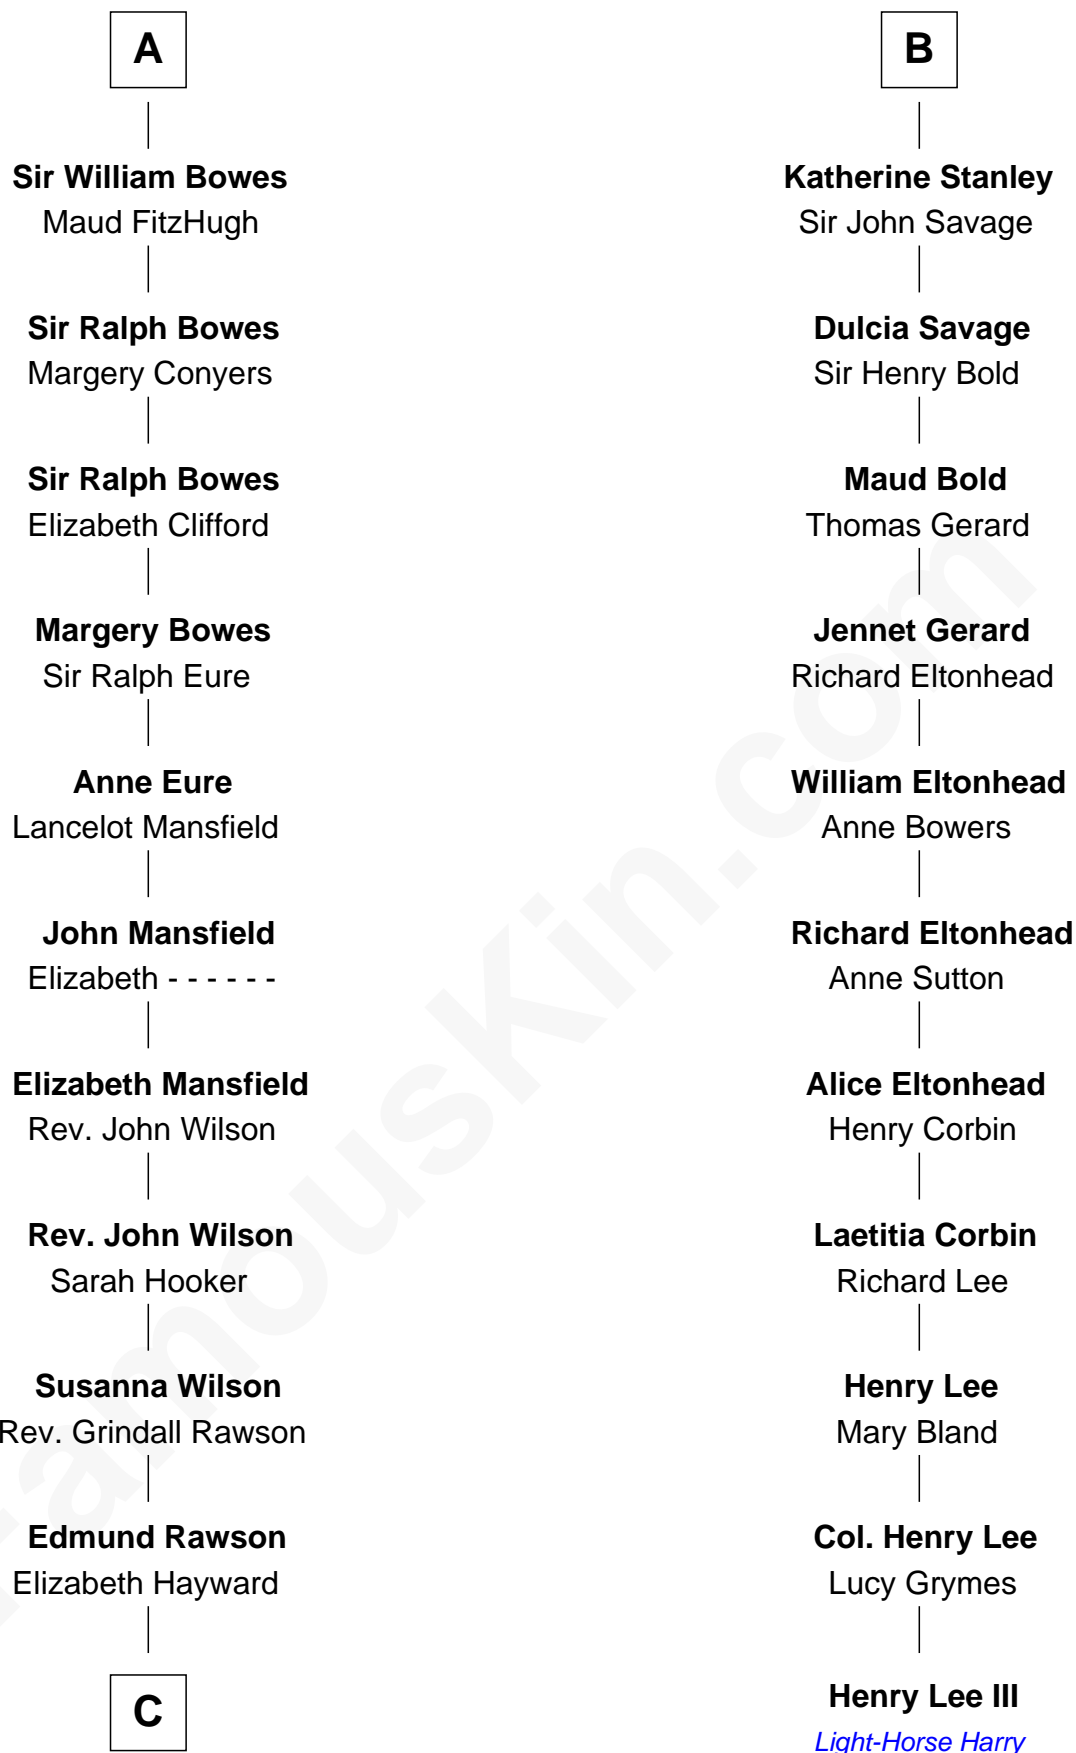 A
Sir William Bowes
Maud FitzHugh
Sir Ralph Bowes
Margery Conyers
Sir Ralph Bowes
Elizabeth Clifford
Margery Bowes
Sir Ralph Eure
Anne Eure
Lancelot Mansfield
John Mansfield
Elizabeth - - - - - -
Elizabeth Mansfield
Rev. John Wilson
Rev. John Wilson
Sarah Hooker
Susanna Wilson
Rev. Grindall Rawson
Edmund Rawson
Elizabeth Hayward
C
B
Katherine Stanley
Sir John Savage
Dulcia Savage
Sir Henry Bold
Maud Bold
Thomas Gerard
Jennet Gerard
Richard Eltonhead
William Eltonhead
Anne Bowers
Richard Eltonhead
Anne Sutton
Alice Eltonhead
Henry Corbin
Laetitia Corbin
Richard Lee
Henry Lee
Mary Bland
Col. Henry Lee
Lucy Grymes
Henry Lee III
Light-Horse Harry
FamousKin.com